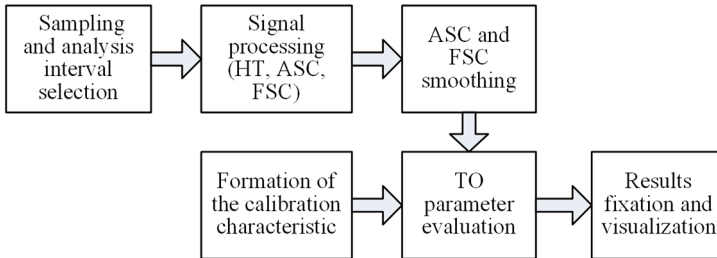 Sampling
and analysis
interval
selection
Signal
processing
(HT, ASC,
FSC)
ASC and
FSC
smoothing
Formation of
the calibration
characteristic
TO
parameter
evaluation
Results
fixation and
visualization